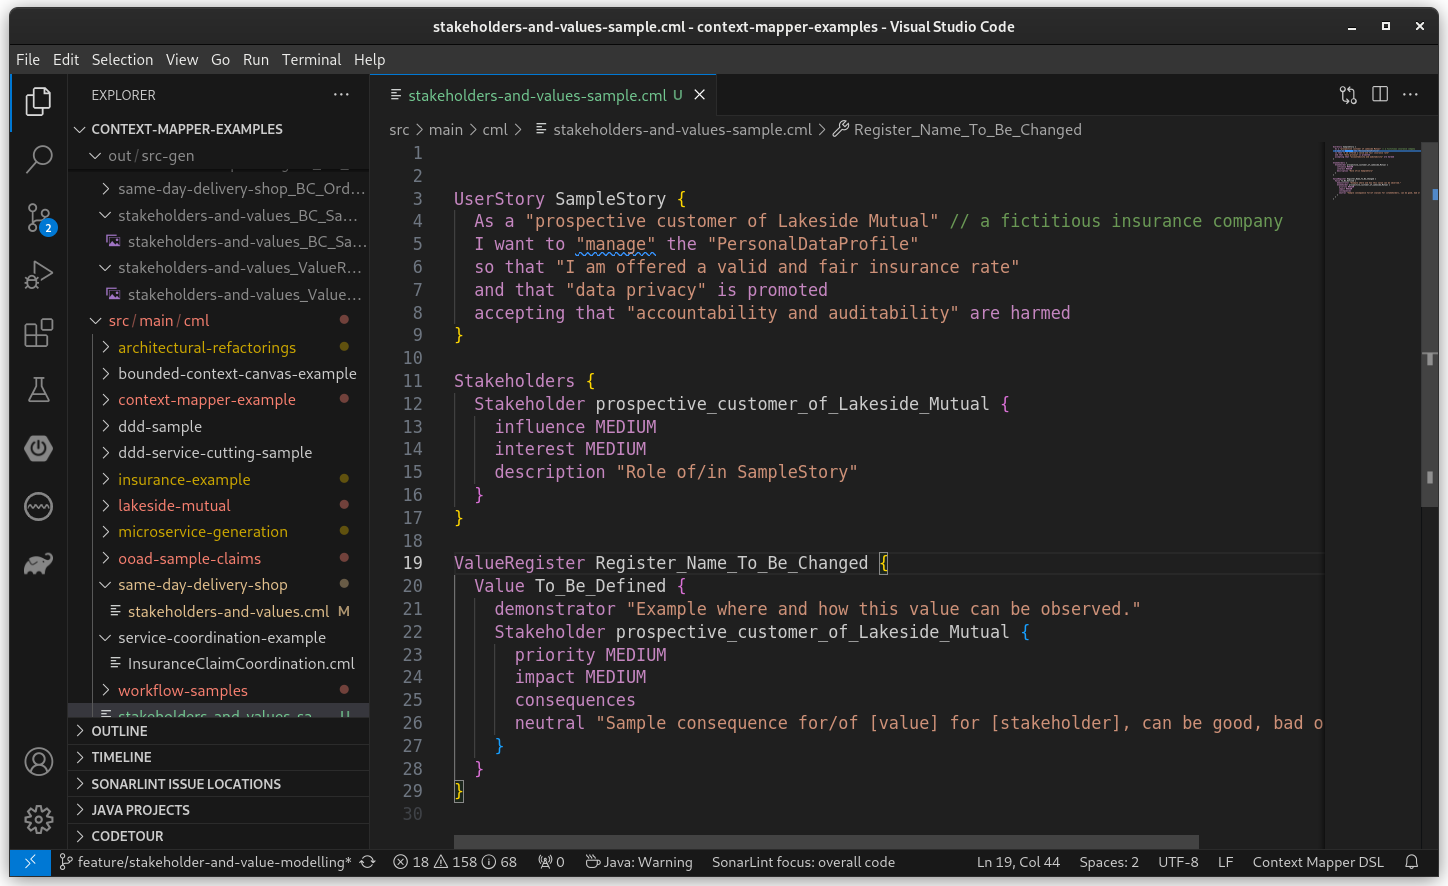 stakeholders-and-values-sample.cml - context-mapper-examples - Visual Studio Code
File Edit Selection View Go Run Terminal Help
EXPLORER
CONTEXT-MAPPER-EXAMPLES
out / src-gen
same-day-delivery-shop_BC_Ord...
stakeholders-and-values_BC_Sa...
stakeholders-and-values_BC_Sa...
stakeholders-and-values_ValueR...
stakeholders-and-values_Value...
src / main / cml
architectural-refactorings
bounded-context-canvas-example
context-mapper-example
ddd-sample
ddd-service-cutting-sample
insurance-example
lakeside-mutual
microservice-generation
ooad-sample-claims
same-day-delivery-shop
stakeholders-and-values.cml M
service-coordination-example
InsuranceClaimCoordination.cml
workflow-samples
stakeholders-and-values-sa... U
OUTLINE
TIMELINE
SONARLINT ISSUE LOCATIONS
JAVA PROJECTS
CODETOUR
2
stakeholders-and-values-sample.cml U
src > main > cml > stakeholders-and-values-sample.cml > Register_Name_To_Be_Changed
1
2
3 UserStory SampleStory {
4 As a "prospective customer of Lakeside Mutual" // a fictitious insurance company
5 I want to "manage" the "PersonalDataProfile"
6 so that "I am offered a valid and fair insurance rate"
7 and that "data privacy" is promoted
8 accepting that "accountability and auditability" are harmed
9 }
10
11 Stakeholders {
12 Stakeholder prospective_customer_of_Lakeside_Mutual {
13 influence MEDIUM
14 interest MEDIUM
15 description "Role of/in SampleStory"
16 }
17 }
18
19 ValueRegister Register_Name_To_Be_Changed {
20 Value To_Be_Defined {
21 demonstrator "Example where and how this value can be observed."
22 Stakeholder prospective_customer_of_Lakeside_Mutual {
23 priority MEDIUM
24 impact MEDIUM
25 consequences
26 neutral "Sample consequence for/of [value] for [stakeholder], can be good, bad o
27 }
28 }
29 }
30
feature/stakeholder-and-value-modelling* 18 158 68 0 Java: Warning SonarLint focus: overall code Ln 19, Col 44 Spaces: 2 UTF-8 LF Context Mapper DSL